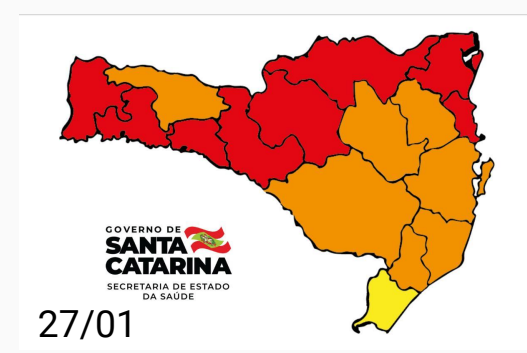 GOVERNO DE
SANTA
CATARINA
SECRETARIA DE ESTADO
DA SAÚDE
27/01